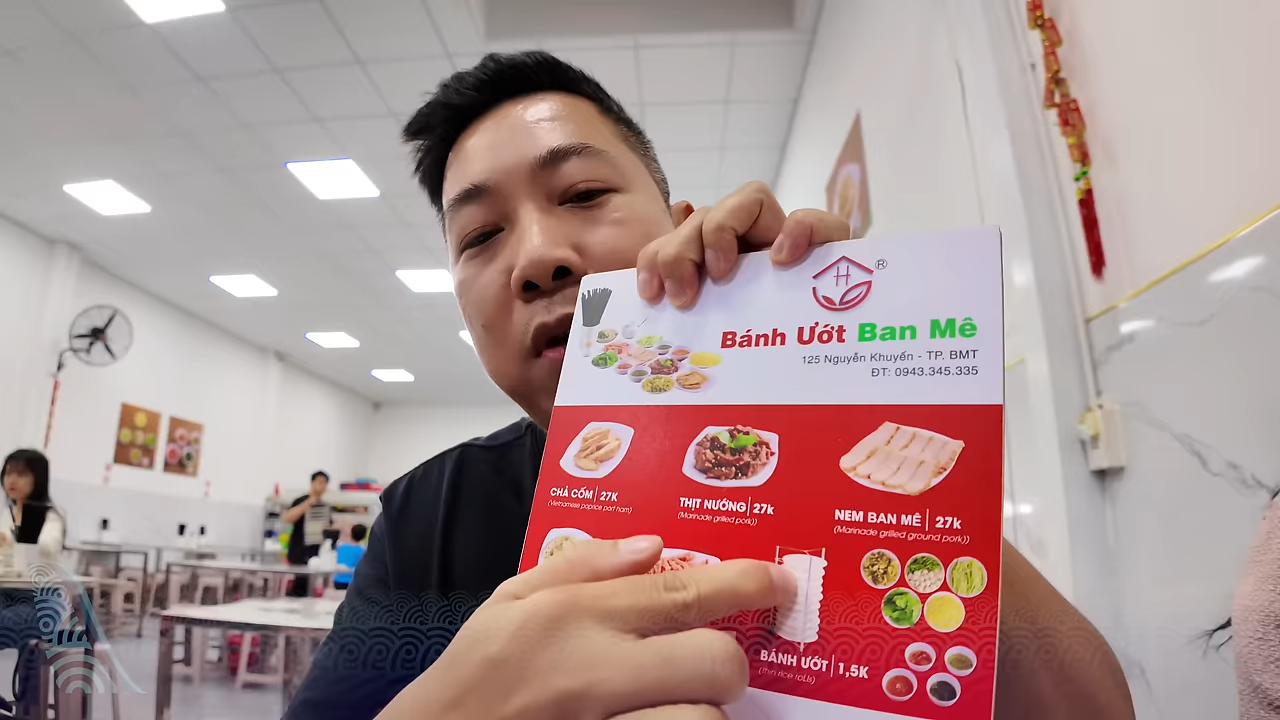 H ®
Bánh Ướt Ban Mê
125 Nguyễn Khuyến - TP. BMT
ĐT: 0943.345.335
CHẢ CỐM | 27K
(Vietnamese paprice port ham)
THỊT NƯỚNG | 27k
(Marinade grilled pork))
NEM BAN MÊ | 27k
(Marinade grilled ground pork))
BÁNH ƯỚT | 1,5K
(thin rice rolls)